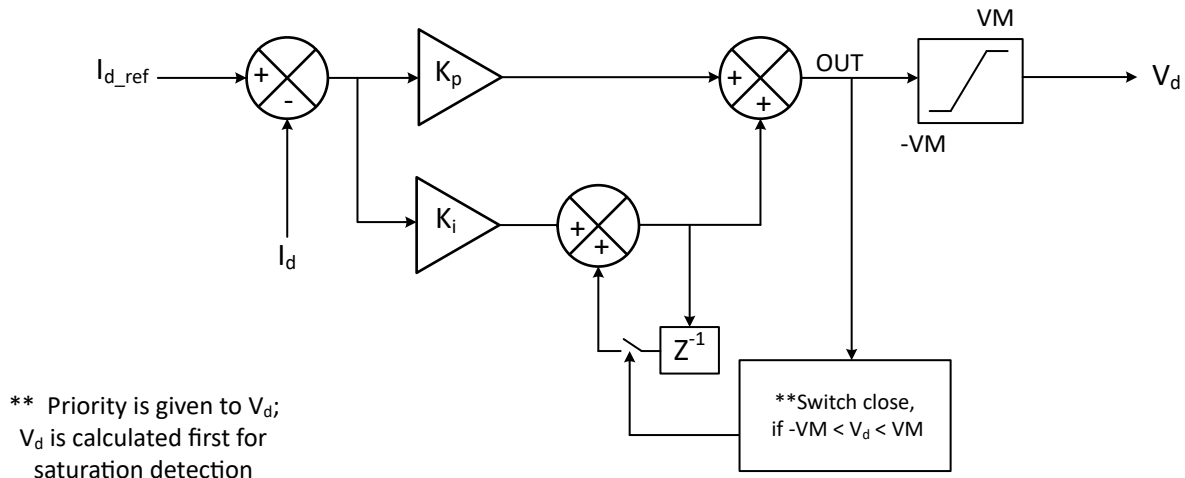 VM
I_d_ref
+
-
K_p
+
+
OUT
V_d
-VM
K_i
+
+
I_d
Z^-1
**Switch close,
if -VM < V_d < VM
** Priority is given to V_d;
V_d is calculated first for
saturation detection